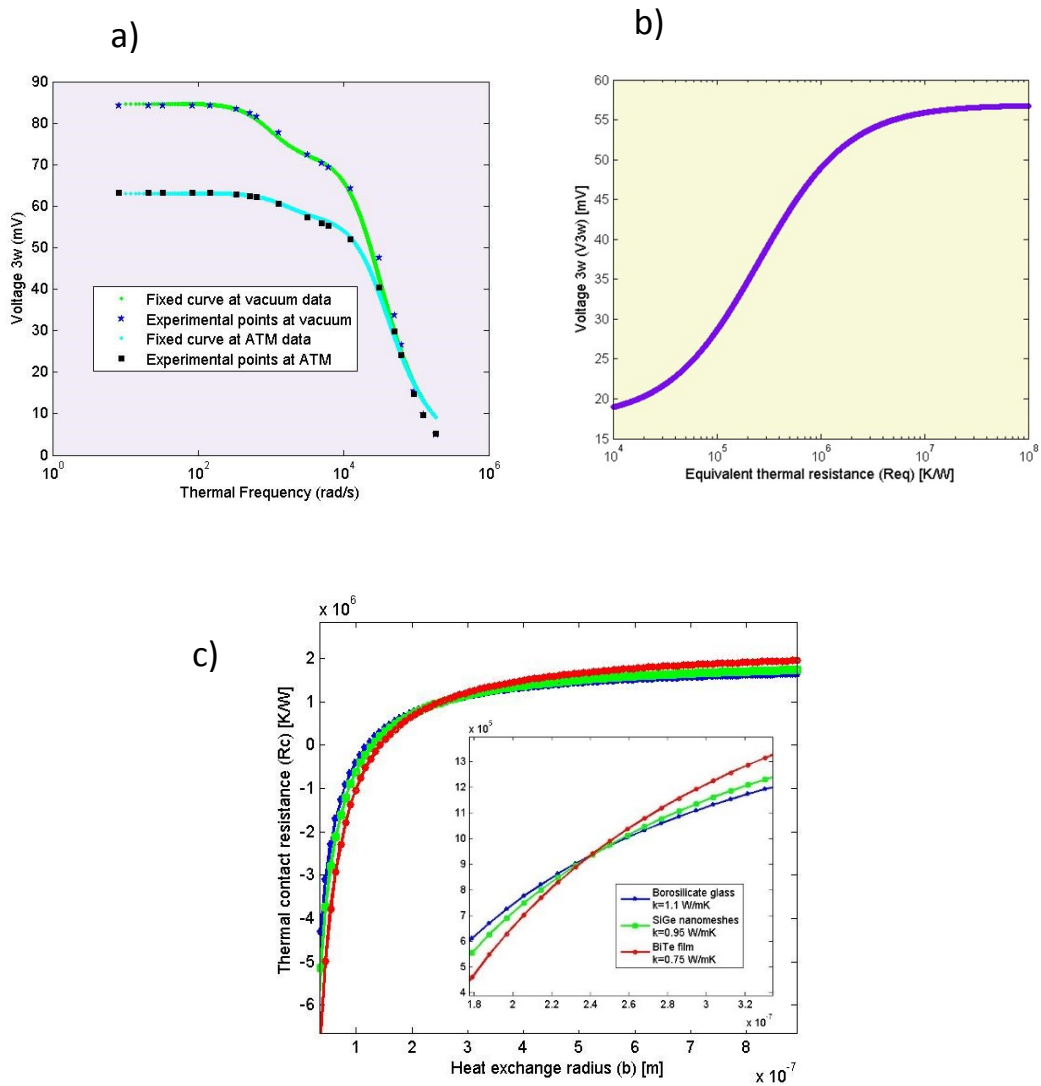 a)
90
80
70
60
50
40
30
20
10
0
Voltage 3w (mV)
Fixed curve at vacuum data
Experimental points at vacuum
Fixed curve at ATM data
Experimental points at ATM
10^0
10^2
10^4
10^6
Thermal Frequency (rad/s)
b)
60
55
50
45
40
35
30
25
20
15
Voltage 3w (V3w) [mV]
10^4
10^5
10^6
10^7
10^8
Equivalent thermal resistance (Req) [K/W]
c)
x 10^6
2
1
0
-1
-2
-3
-4
-5
-6
Thermal contact resistance (Rc) [K/W]
x 10^5
13
12
11
10
9
8
7
6
5
4
Borosilicate glass
k=1.1 W/mK
SiGe nanomeshes
k=0.95 W/mK
BiTe film
k=0.75 W/mK
1.8
2
2.2
2.4
2.6
2.8
3
3.2
x 10^-7
1
2
3
4
5
6
7
8
Heat exchange radius (b) [m]
x 10^-7